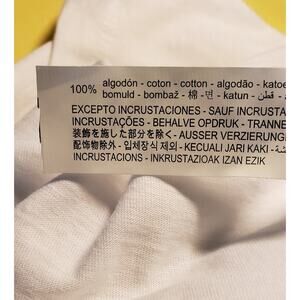 100% algodón - coton - cotton - algodão - katoe
bomuld - bombaž - 棉 - 면 - katun - قطن
EXCEPTO INCRUSTACIONES - SAUF INCRUSTA
INCRUSTAÇÕES - BEHALVE OPDRUK - TRANNE
装飾を施した部分を除く - AUSSER VERZIERUNG
配饰物除外 - 입체장식 제외 - KECUALI JARI KAKI -
INCRUSTACIONS - INKRUSTAZIOAK IZAN EZIK